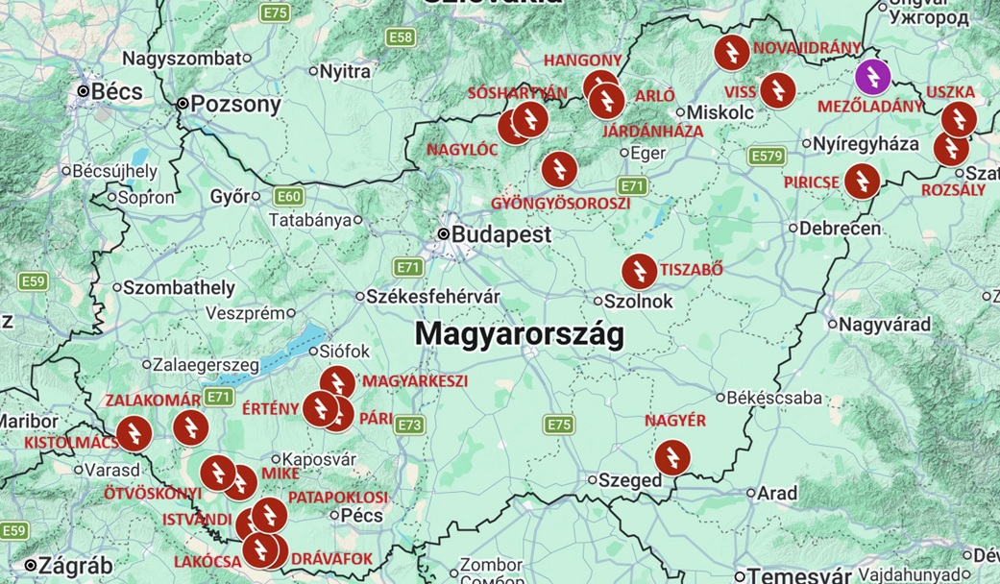 Szlovákia
Ungvár
Ужгород
E75
E58
Nagyszombat
Nyitra
HANGONY
NOVAJIDRÁNY
Bécs
Pozsony
SÓSHARTYÁN
ARLÓ
VISS
MEZŐLADÁNY
USZKA
JÁRDÁNHÁZA
Miskolc
NAGYLÓC
Eger
E579
Nyíregyháza
Bécsújhely
PIRICSE
Szat
ROZSÁLY
Sopron
Győr
E60
E71
GYÖNGYÖSOROSZI
Tatabánya
Budapest
Debrecen
E71
TISZABŐ
E59
Szombathely
Székesfehérvár
Szolnok
Veszprém
Magyarország
Nagyvárad
Zalaegerszeg
Siófok
MAGYARKESZI
ZALAKOMÁR
E71
ÉRTÉNY
PÁRI
E73
E75
Békéscsaba
NAGYÉR
Maribor
KISTOLMÁCS
Varasd
Kaposvár
MIKE
ÖTVÖSKÓNYI
Szeged
Arad
PATAPOKLOSI
ISTVÁNDI
Pécs
E59
Zágráb
LAKÓCSA
DRÁVAFOK
Zombor
Сомбор
Temesvár
Vajdahunyad
Dév